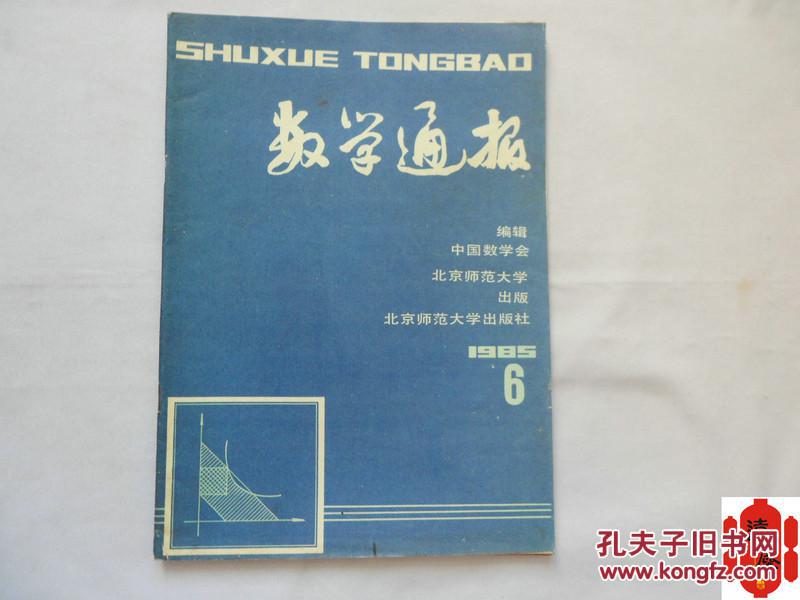 SHUXUE TONGBAO
数学通报
编辑
中国数学会
北京师范大学
出版
北京师范大学出版社
1985
6
孔夫子旧书网
www.kongfz.com